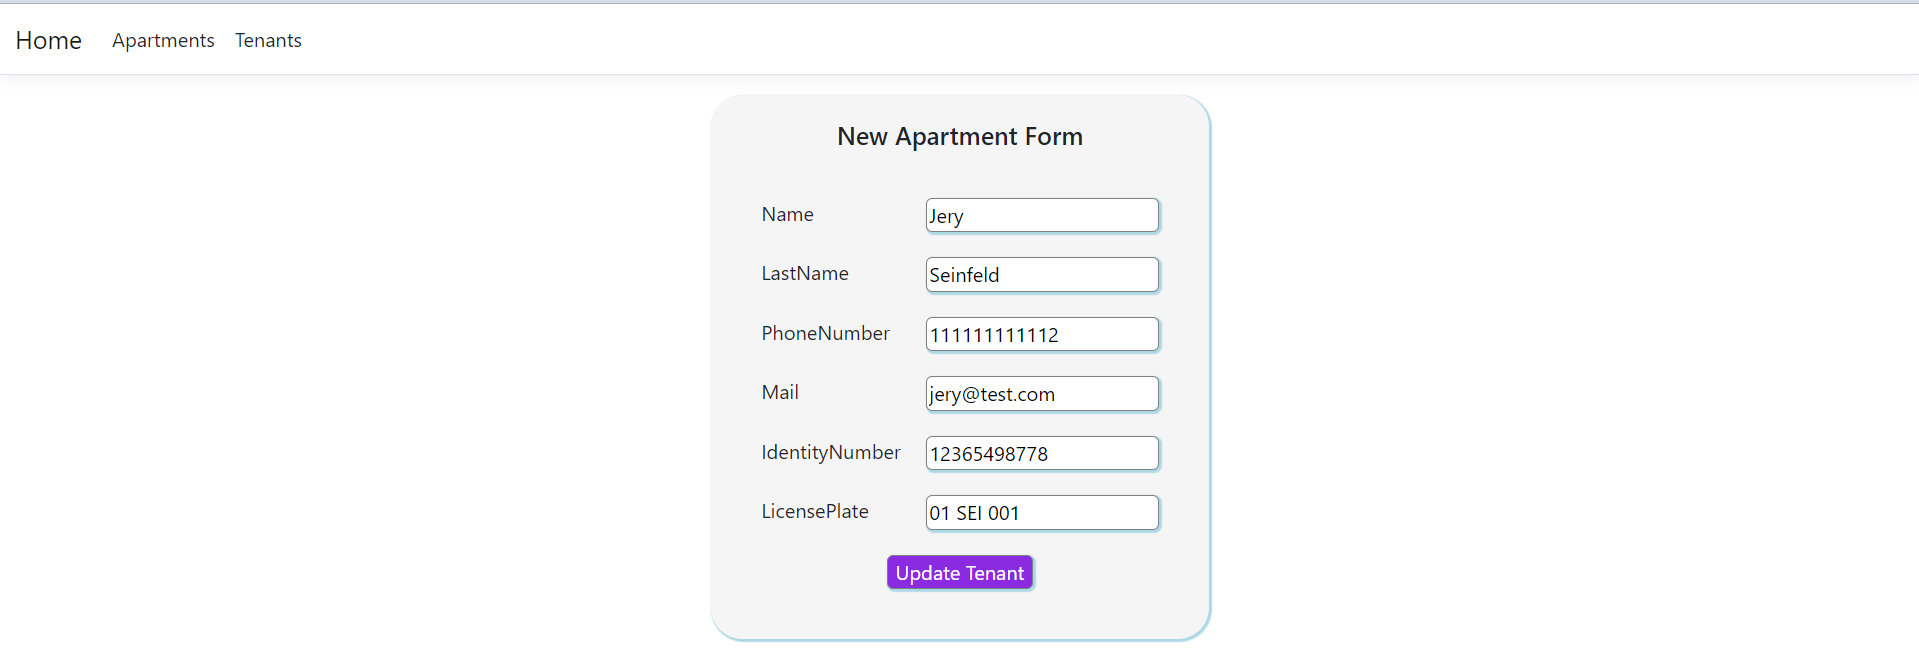 Home Apartments Tenants
New Apartment Form
Name Jery
LastName Seinfeld
PhoneNumber 111111111112
Mail jery@test.com
IdentityNumber 12365498778
LicensePlate 01 SEI 001
Update Tenant